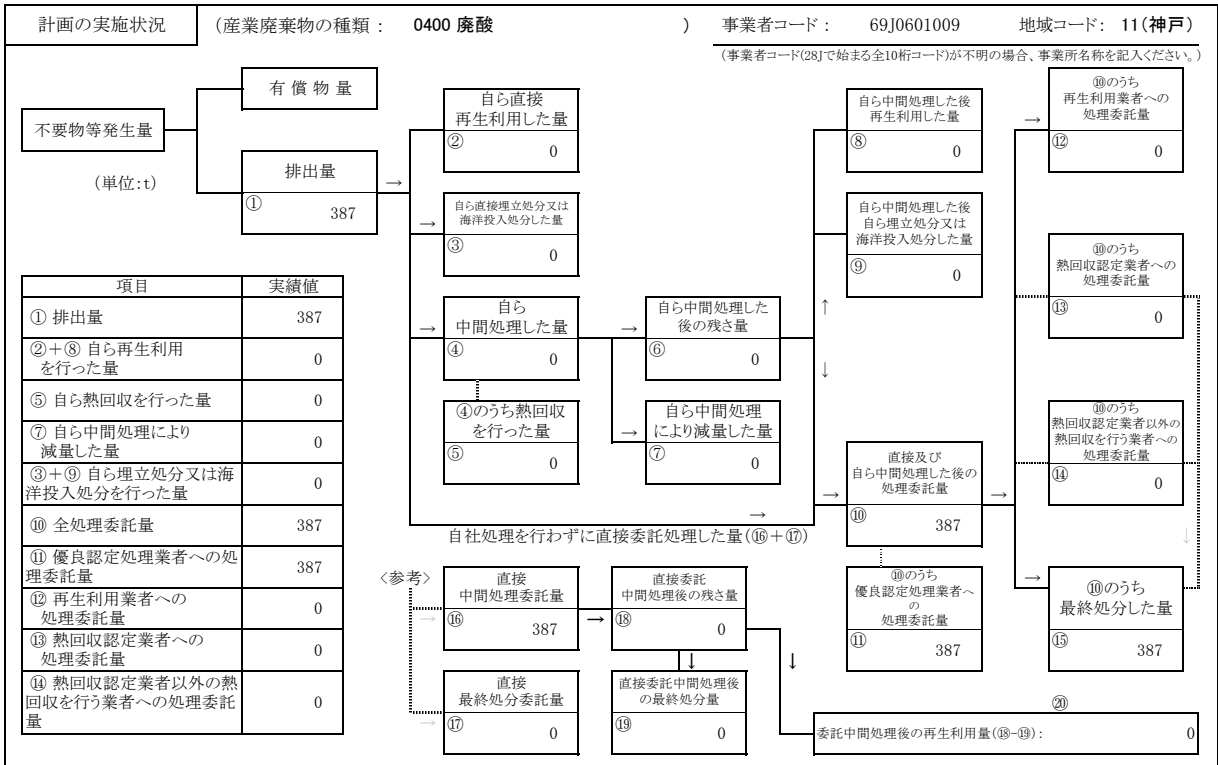 計画の実施状況
（産業廃棄物の種類： 0400 廃酸 ）
事業者コード： 69J0601009
地域コード： 11(神戸)
（事業者コード(28Jで始まる全10桁コード)が不明の場合、事業所名称を記入ください。）
有償物量
不要物等発生量
(単位:t)
排出量
① 387
→
自ら直接
再生利用した量
② 0
→
自ら直接埋立処分又は
海洋投入処分した量
③ 0
→
自ら
中間処理した量
④ 0
④のうち熱回収
を行った量
⑤ 0
→
自ら中間処理した
後の残さ量
⑥ 0
→
自ら中間処理
により減量した量
⑦ 0
自ら中間処理した後
再生利用した量
⑧ 0
自ら中間処理した後
自ら埋立処分又は
海洋投入処分した量
⑨ 0
↑
↓
→
直接及び
自ら中間処理した後の
処理委託量
⑩ 387
→
⑩のうち
優良認定処理業者へ
の
処理委託量
⑪ 387
→
⑩のうち
再生利用業者への
処理委託量
⑫ 0
⑩のうち
熱回収認定業者への
処理委託量
⑬ 0
⑩のうち
熱回収認定業者以外の
熱回収を行う業者への
処理委託量
⑭ 0
↓
→
⑩のうち
最終処分した量
⑮ 387
→
自社処理を行わずに直接委託処理した量(⑯＋⑰)
項目 実績値
① 排出量 387
②＋⑧ 自ら再生利用
を行った量 0
⑤ 自ら熱回収を行った量 0
⑦ 自ら中間処理により
減量した量 0
③＋⑨ 自ら埋立処分又は海
洋投入処分を行った量 0
⑩ 全処理委託量 387
⑪ 優良認定処理業者への処
理委託量 387
⑫ 再生利用業者への
処理委託量 0
⑬ 熱回収認定業者への
処理委託量 0
⑭ 熱回収認定業者以外の熱
回収を行う業者への処理委託
量 0
〈参考〉
→
直接
中間処理委託量
⑯ 387
→
直接委託
中間処理後の残さ量
⑱ 0
→
直接
最終処分委託量
⑰ 0
↓
直接委託中間処理後
の最終処分量
⑲ 0
↓
⑳
委託中間処理後の再生利用量(⑱-⑲)： 0